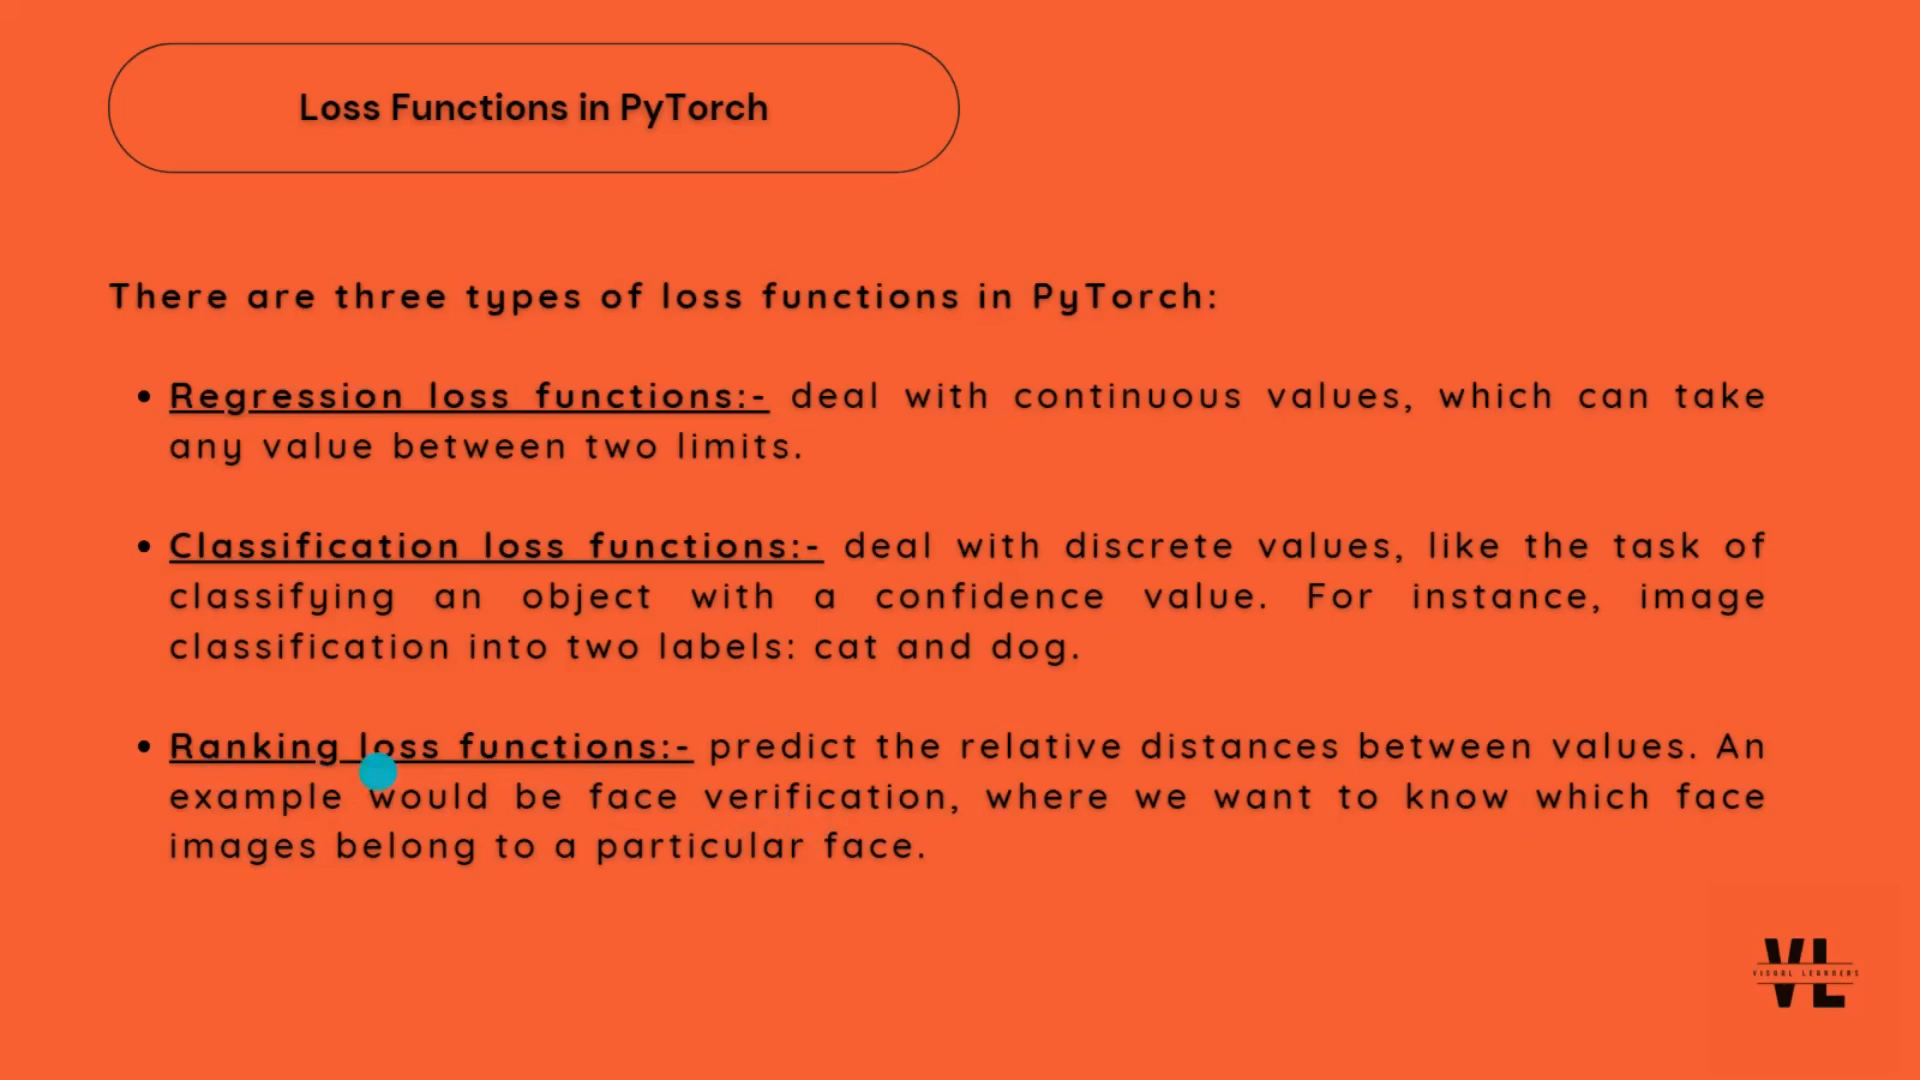 Loss Functions in PyTorch
There are three types of loss functions in PyTorch:
• Regression loss functions:- deal with continuous values, which can take
any value between two limits.
• Classification loss functions:- deal with discrete values, like the task of
classifying an object with a confidence value. For instance, image
classification into two labels: cat and dog.
• Ranking loss functions:- predict the relative distances between values. An
example would be face verification, where we want to know which face
images belong to a particular face.
VL
VISUAL LEARNERS